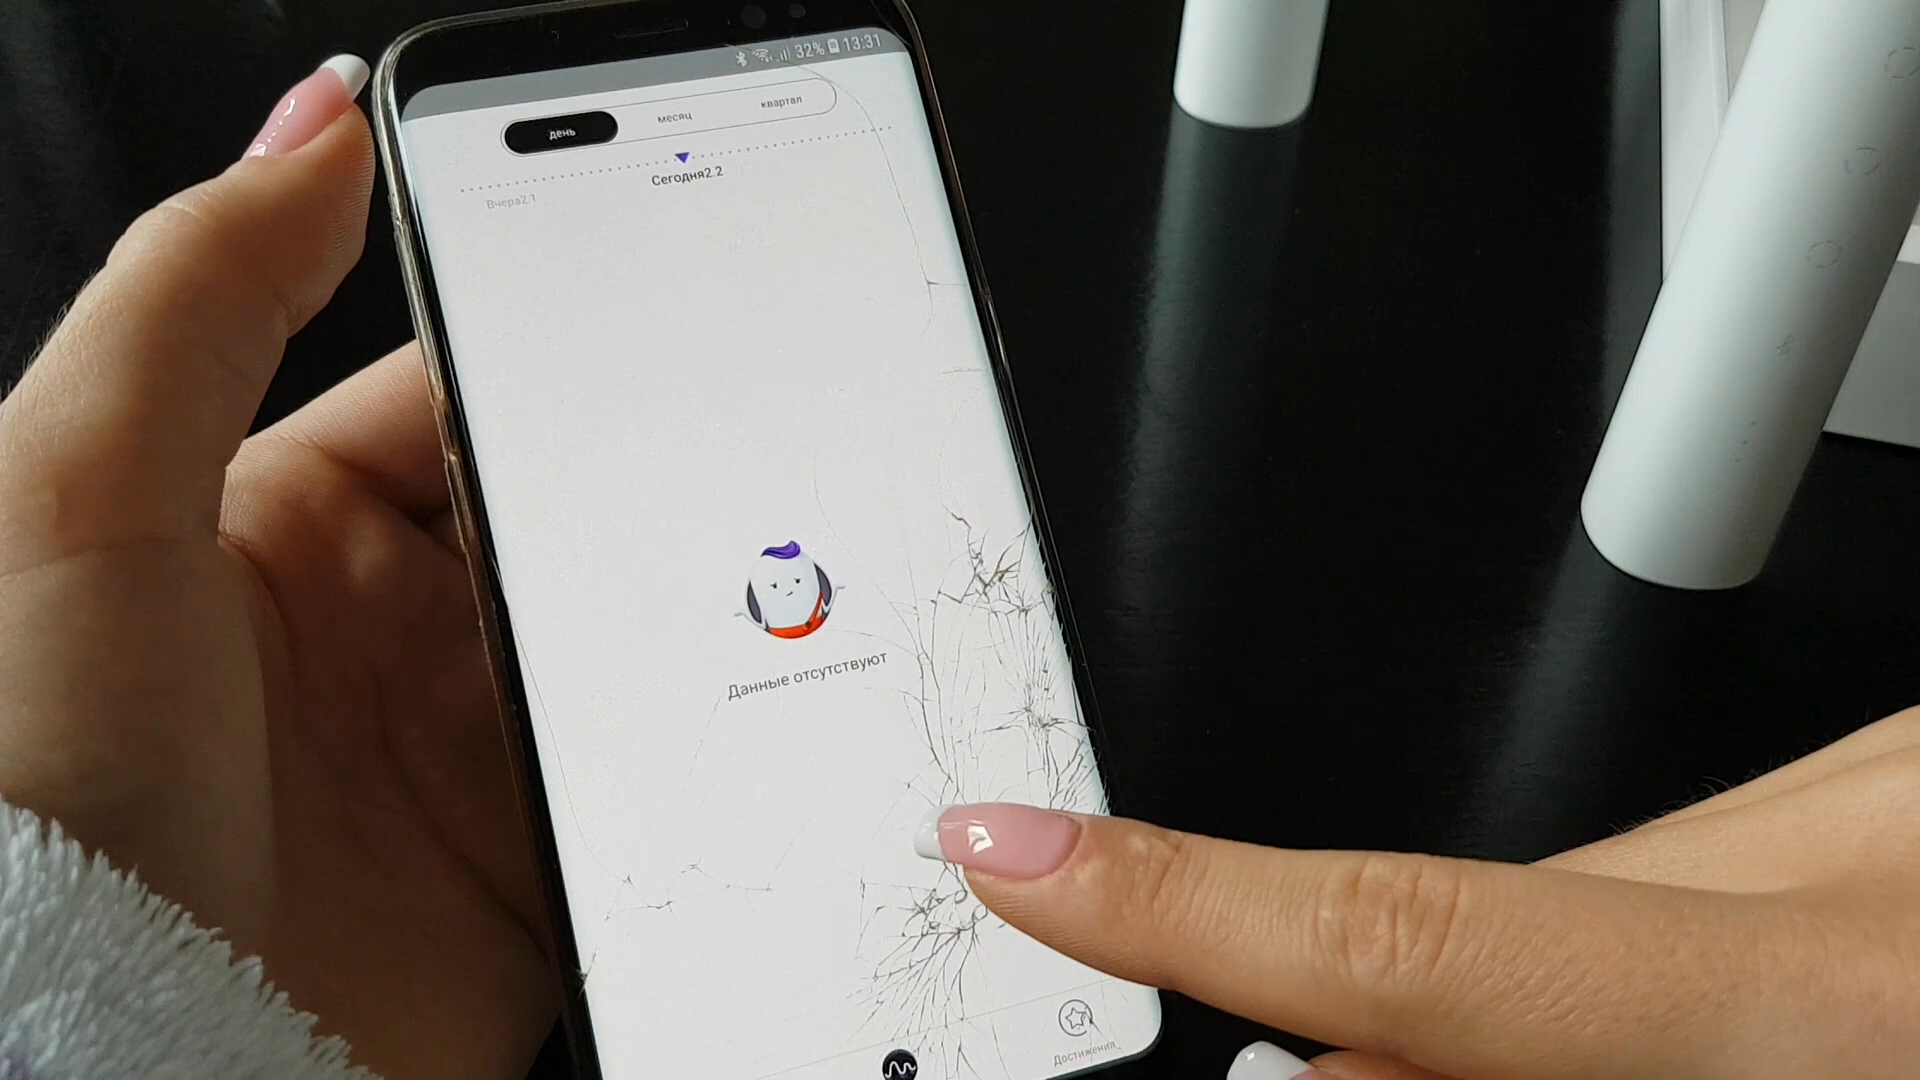 32% 13:31
день месяц квартал
Сегодня2.2
Вчера2.1
Данные отсутствуют
Достижения